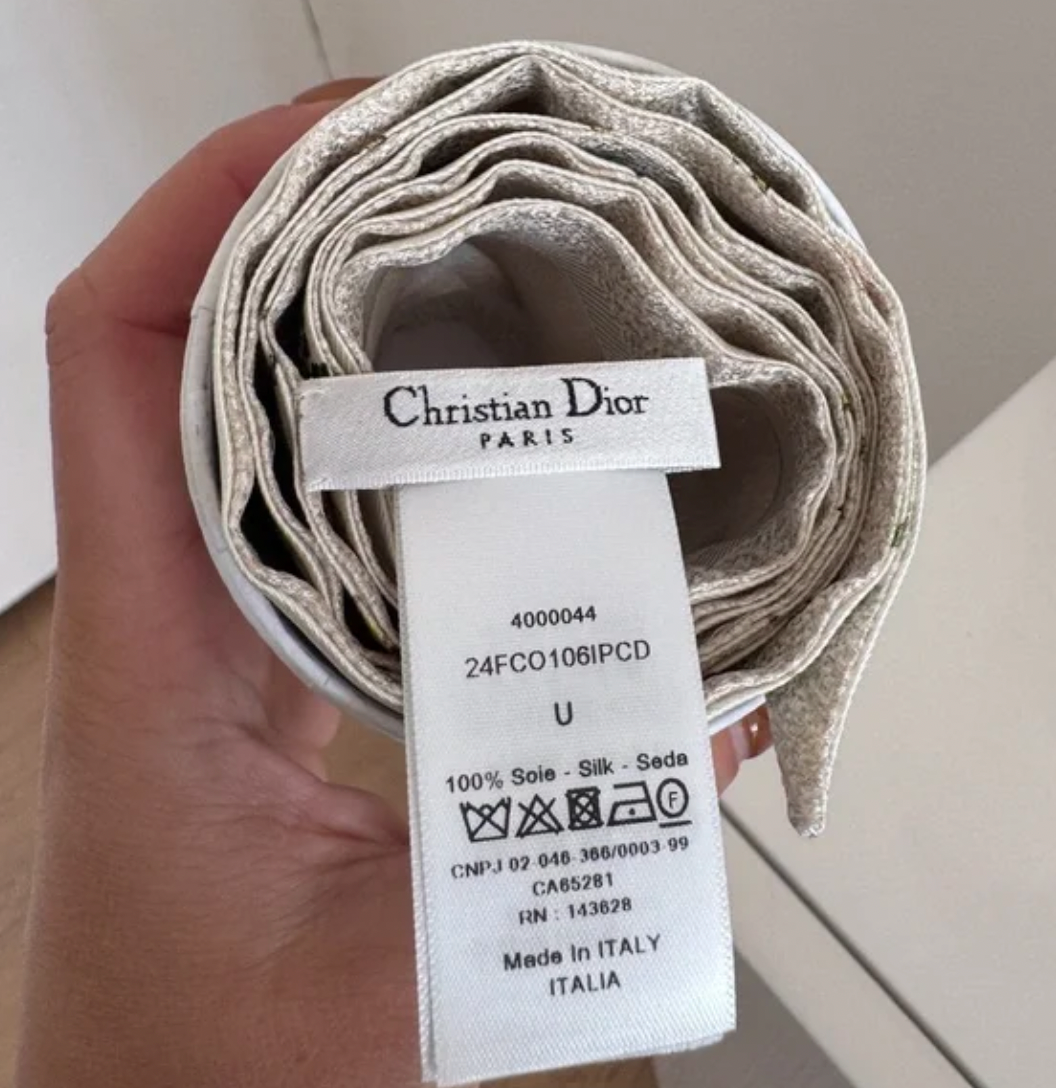 Christian Dior
PARIS
4000044
24FCO106IPCD
U
100% Soie - Silk - Seda
F
CNPJ 02-046-366/0003-99
CA65281
RN : 143628
Made in ITALY
ITALIA